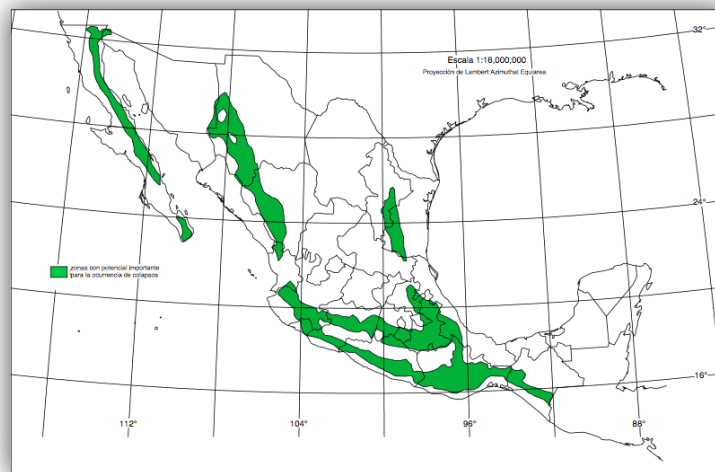 Escala 1:16,000,000
Proyección de Lambert Azimuthal Equiarea
32°
24°
zonas con potencial importante
para la ocurrencia de colapsos
16°
112°
104°
96°
88°